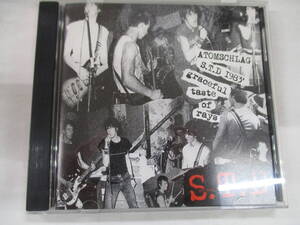 ATOMSCHLAG
S.T.D 1983'
graceful
taste
of
rays
S.T.D